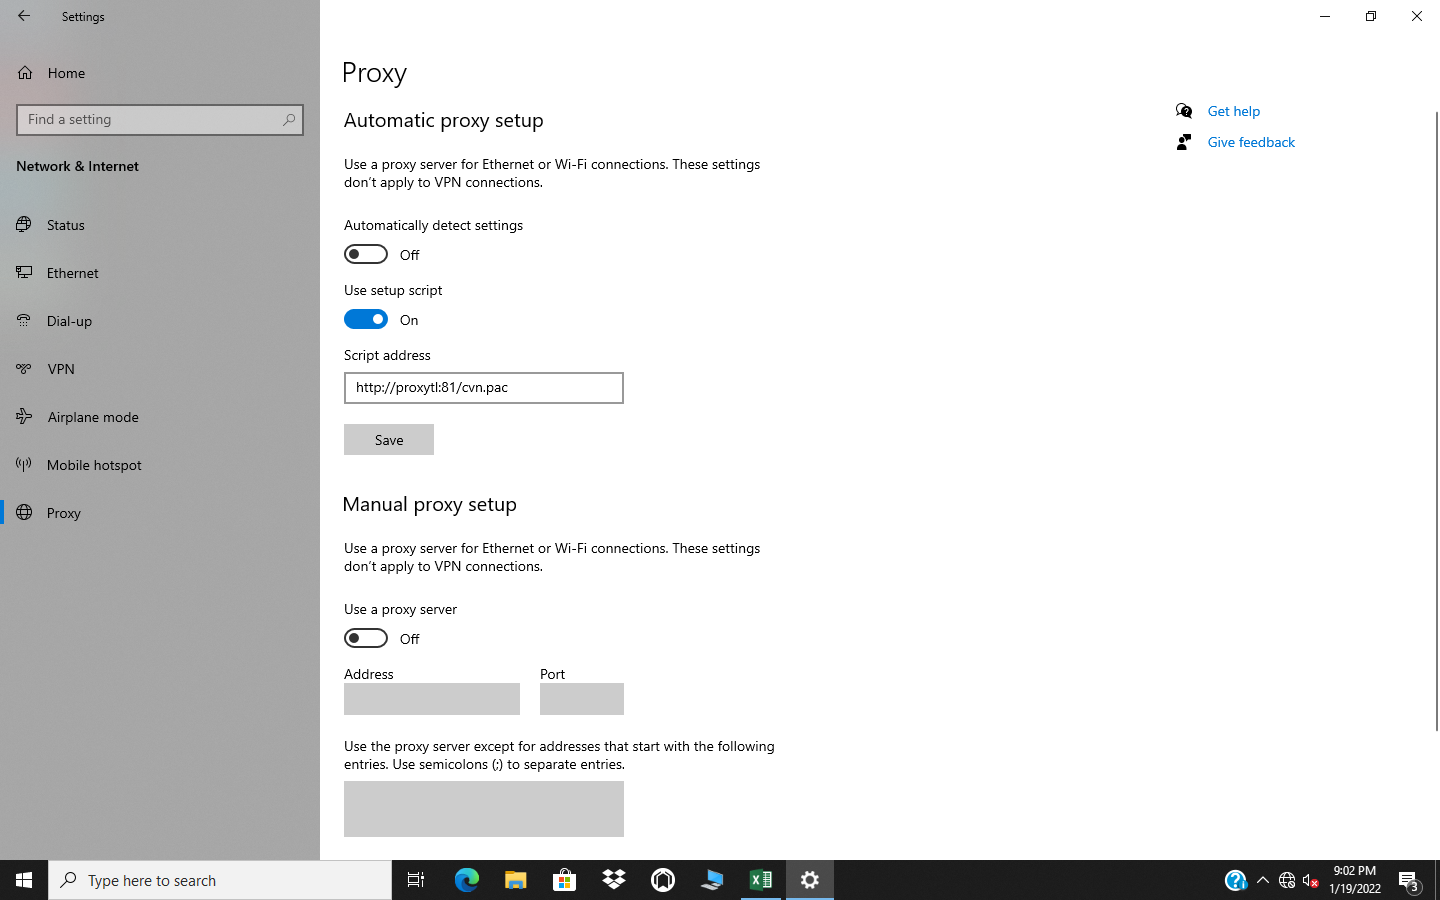 Settings
Home
Find a setting
Network & Internet
Status
Ethernet
Dial-up
VPN
Airplane mode
Mobile hotspot
Proxy
Proxy
Automatic proxy setup
Use a proxy server for Ethernet or Wi-Fi connections. These settings
don't apply to VPN connections.
Automatically detect settings
Off
Use setup script
On
Script address
http://proxytl:81/cvn.pac
Save
Manual proxy setup
Use a proxy server for Ethernet or Wi-Fi connections. These settings
don't apply to VPN connections.
Use a proxy server
Off
Address Port
Use the proxy server except for addresses that start with the following
entries. Use semicolons (;) to separate entries.
Get help
Give feedback
Type here to search
9:02 PM
1/19/2022
3